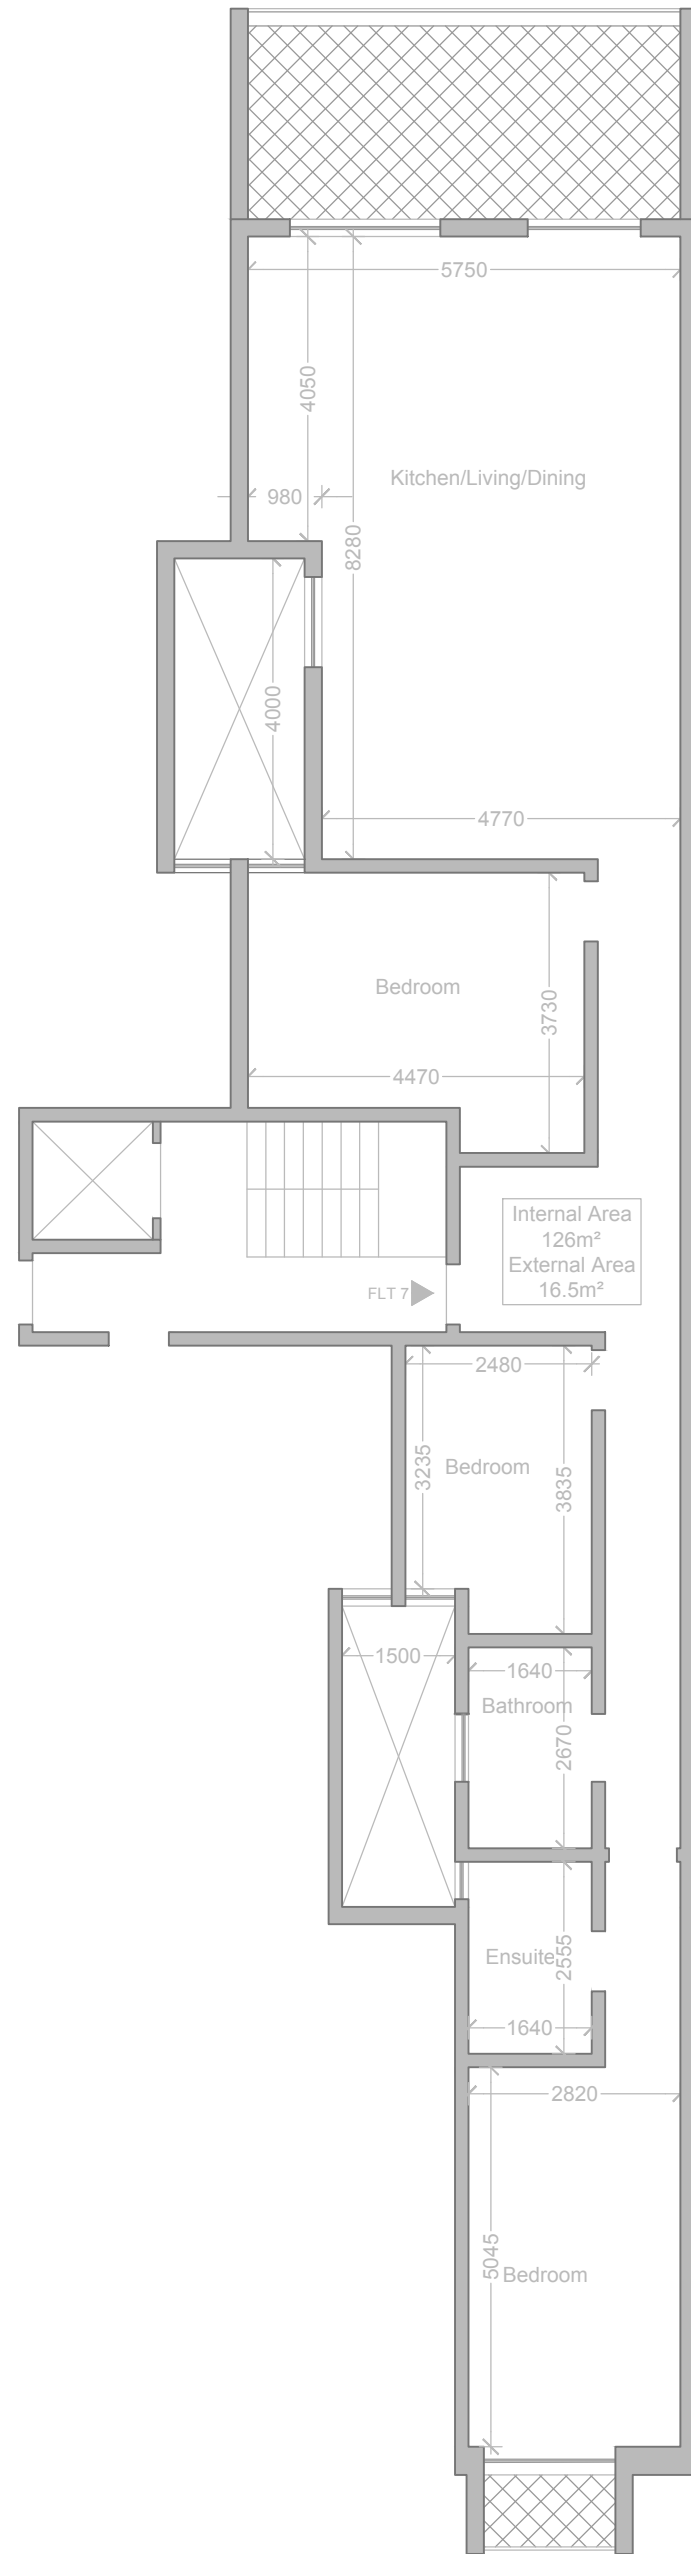 5750
4050
Kitchen/Living/Dining
980
8280
4000
4770
Bedroom
3730
4470
Internal Area
126m²
External Area
16.5m²
FLT 7
2480
3235
Bedroom
3835
1500
1640
Bathroom
2670
Ensuite
2555
1640
2820
5045
Bedroom